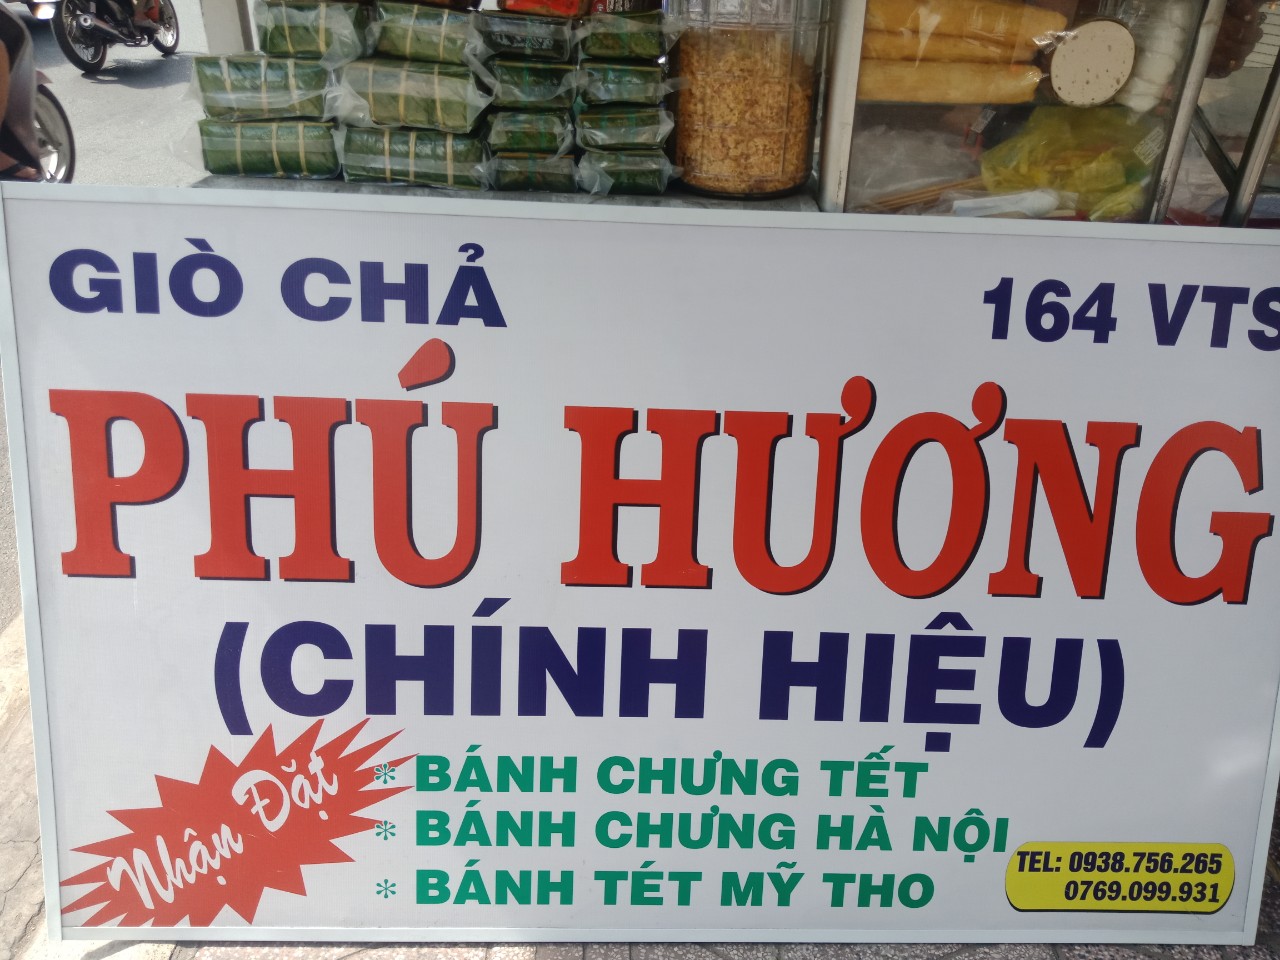 GIÒ CHẢ
164 VTS
PHÚ HƯƠNG
(CHÍNH HIỆU)
Nhận Đặt
* BÁNH CHƯNG TẾT
* BÁNH CHƯNG HÀ NỘI
* BÁNH TÉT MỸ THO
TEL: 0938.756.265
0769.099.931